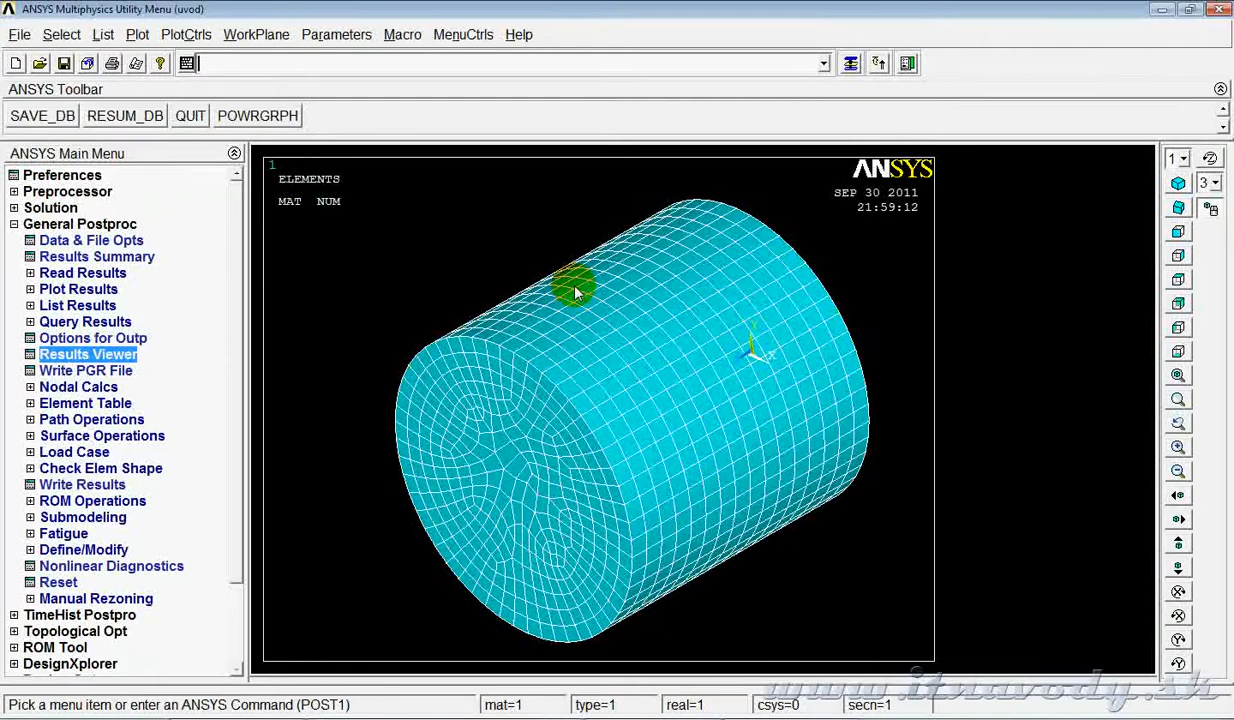 ANSYS Multiphysics Utility Menu (uvod)
File Select List Plot PlotCtrls WorkPlane Parameters Macro MenuCtrls Help
ANSYS Toolbar
SAVE_DB RESUM_DB QUIT POWRGRPH
ANSYS Main Menu
Preferences
Preprocessor
Solution
General Postproc
Data & File Opts
Results Summary
Read Results
Plot Results
List Results
Query Results
Options for Outp
Results Viewer
Write PGR File
Nodal Calcs
Element Table
Path Operations
Surface Operations
Load Case
Check Elem Shape
Write Results
ROM Operations
Submodeling
Fatigue
Define/Modify
Nonlinear Diagnostics
Reset
Manual Rezoning
TimeHist Postpro
Topological Opt
ROM Tool
DesignXplorer
1
ELEMENTS
MAT NUM
ANSYS
SEP 30 2011
21:59:12
Y
X
1
3
www.itnavody.sk
Pick a menu item or enter an ANSYS Command (POST1) mat=1 type=1 real=1 csys=0 secn=1